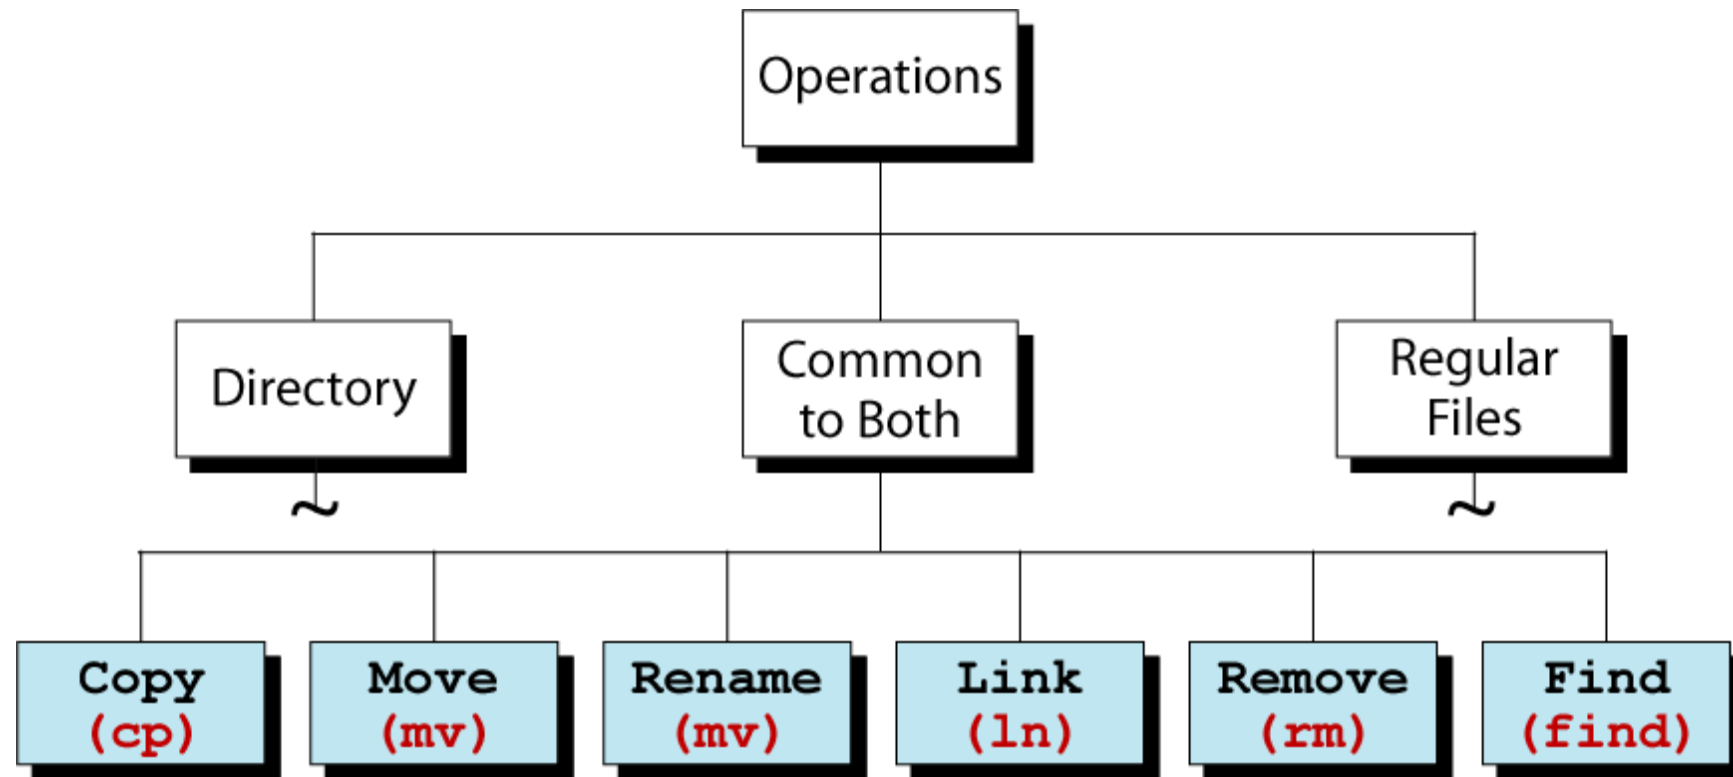 Operations
Directory
Common
to Both
Regular
Files
Copy
(cp)
Move
(mv)
Rename
(mv)
Link
(ln)
Remove
(rm)
Find
(find)